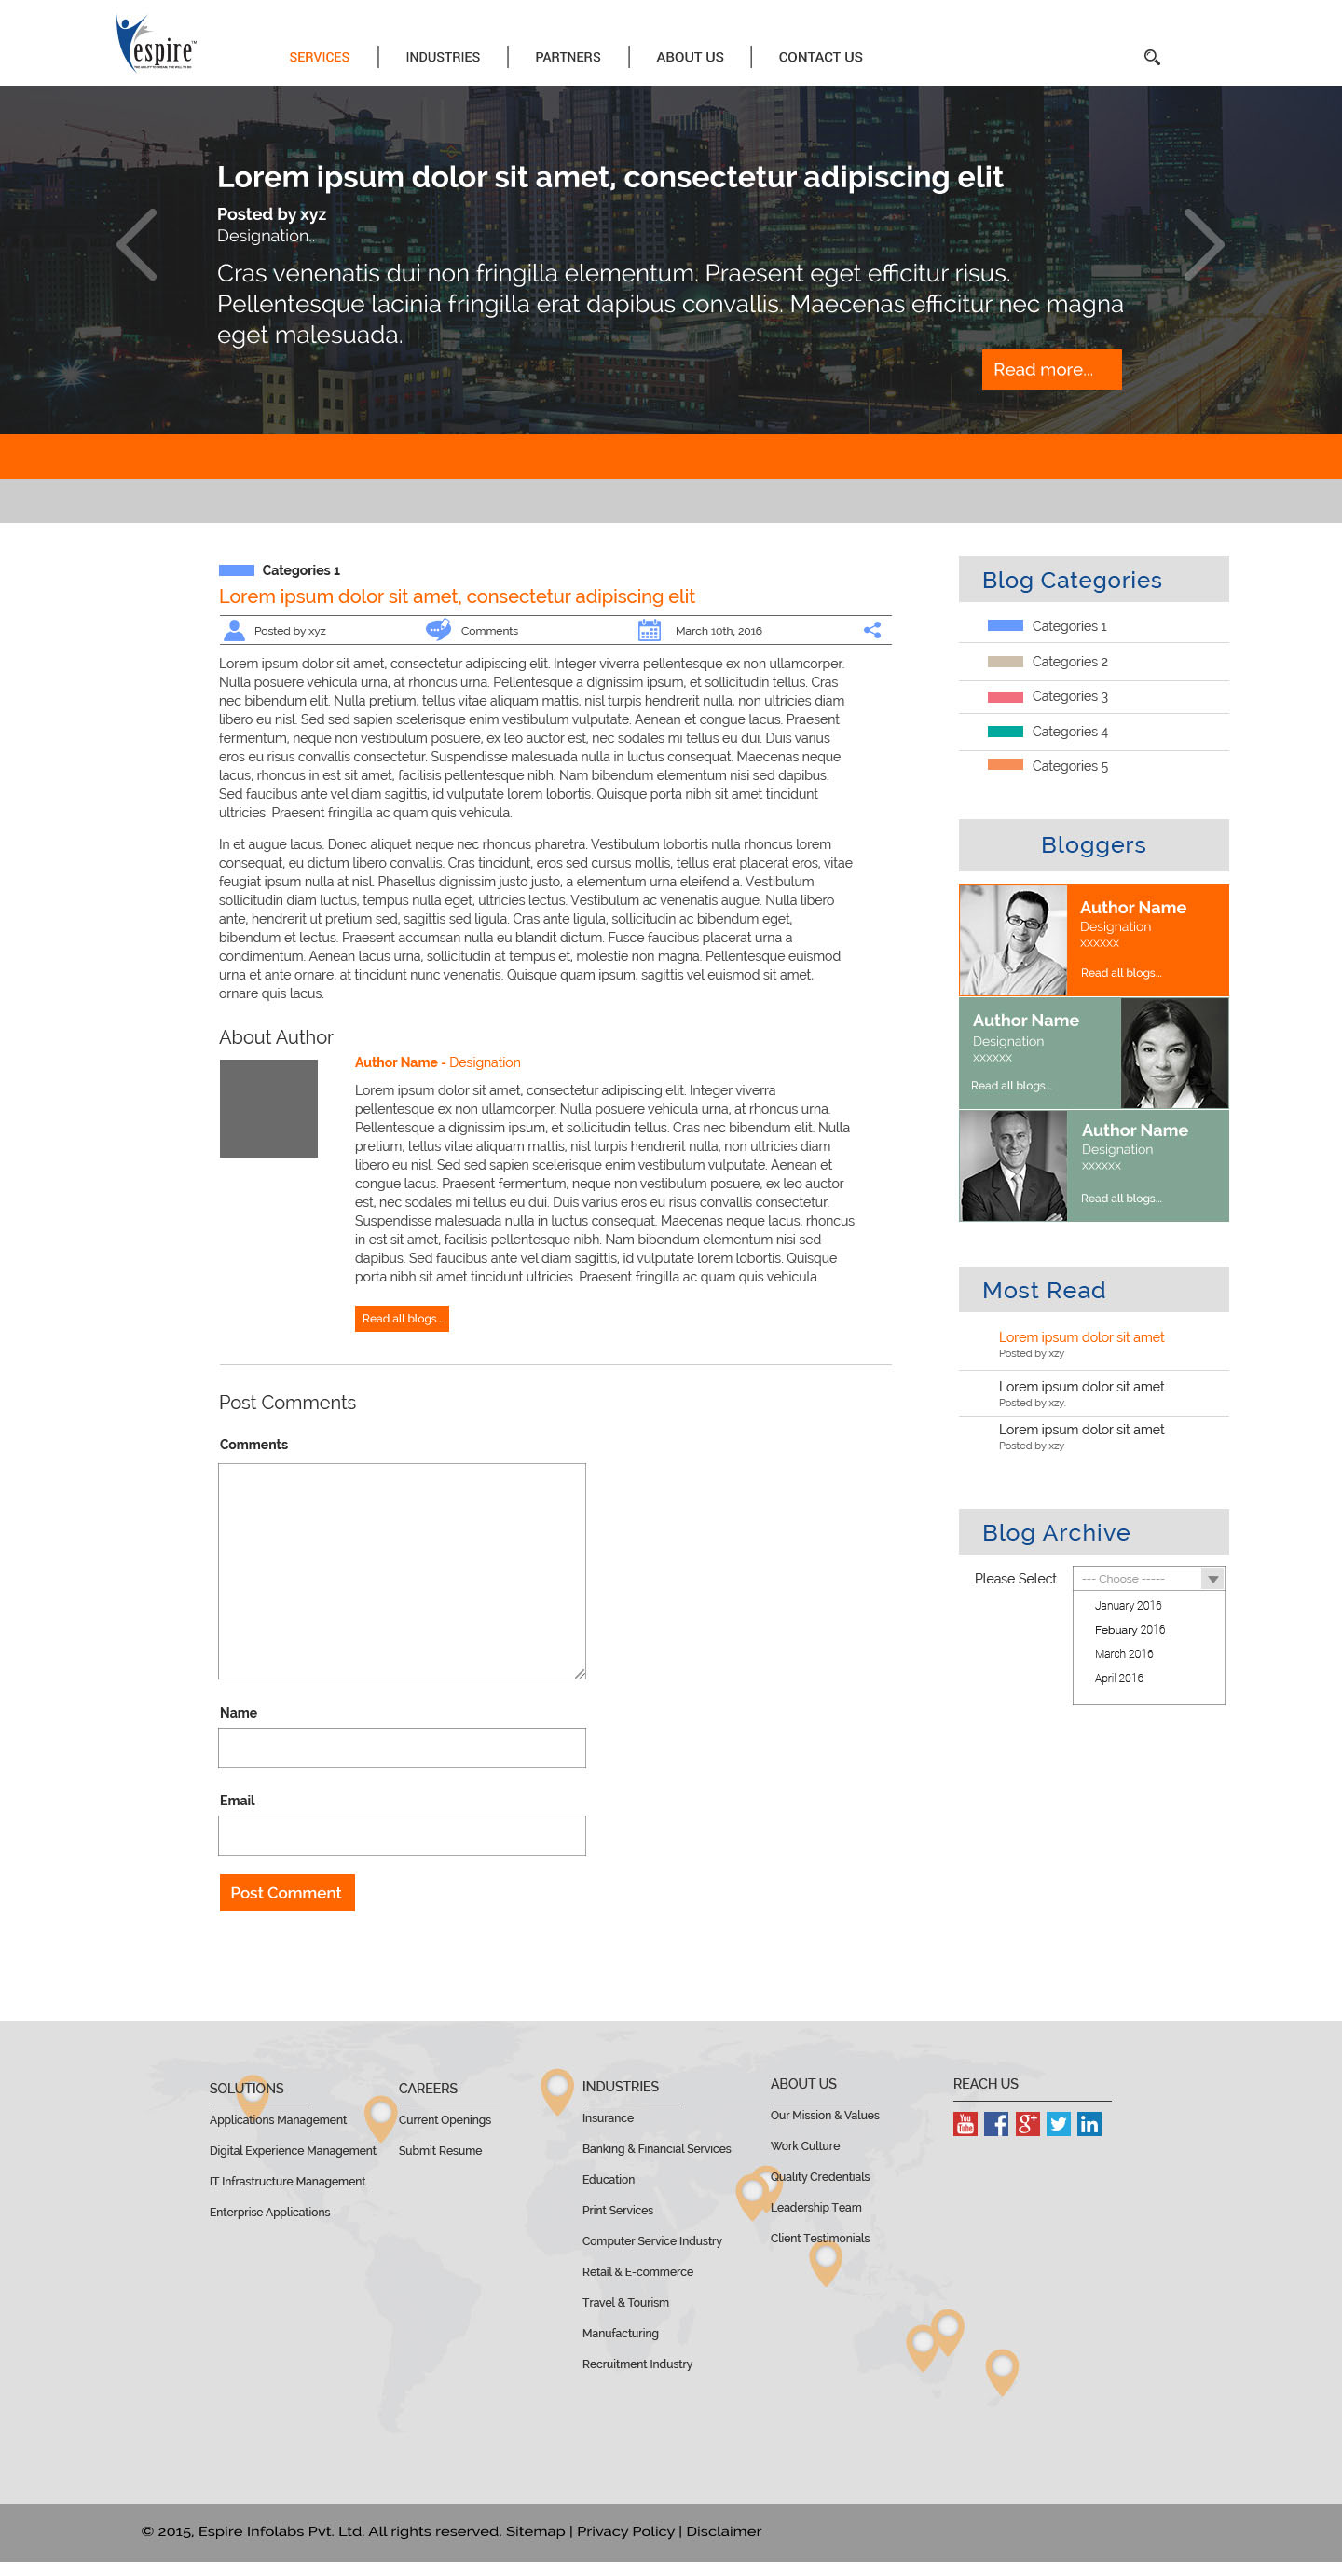 espire™
SERVICES
INDUSTRIES
PARTNERS
ABOUT US
CONTACT US
Lorem ipsum dolor sit amet, consectetur adipiscing elit
Posted by xyz
Designation..
Cras venenatis dui non fringilla elementum. Praesent eget efficitur risus.
Pellentesque lacinia fringilla erat dapibus convallis. Maecenas efficitur nec magna
eget malesuada.
Read more...
Categories 1
Lorem ipsum dolor sit amet, consectetur adipiscing elit
Posted by xyz
Comments
March 10th, 2016
Lorem ipsum dolor sit amet, consectetur adipiscing elit. Integer viverra pellentesque ex non ullamcorper.
Nulla posuere vehicula urna, at rhoncus urna. Pellentesque a dignissim ipsum, et sollicitudin tellus. Cras
nec bibendum elit. Nulla pretium, tellus vitae aliquam mattis, nisl turpis hendrerit nulla, non ultricies diam
libero eu nisl. Sed sed sapien scelerisque enim vestibulum vulputate. Aenean et congue lacus. Praesent
fermentum, neque non vestibulum posuere, ex leo auctor est, nec sodales mi tellus eu dui. Duis varius
eros eu risus convallis consectetur. Suspendisse malesuada nulla in luctus consequat. Maecenas neque
lacus, rhoncus in est sit amet, facilisis pellentesque nibh. Nam bibendum elementum nisi sed dapibus.
Sed faucibus ante vel diam sagittis, id vulputate lorem lobortis. Quisque porta nibh sit amet tincidunt
ultricies. Praesent fringilla ac quam quis vehicula.
In et augue lacus. Donec aliquet neque nec rhoncus pharetra. Vestibulum lobortis nulla rhoncus lorem
consequat, eu dictum libero convallis. Cras tincidunt, eros sed cursus mollis, tellus erat placerat eros, vitae
feugiat ipsum nulla at nisl. Phasellus dignissim justo justo, a elementum urna eleifend a. Vestibulum
sollicitudin diam luctus, tempus nulla eget, ultricies lectus. Vestibulum ac venenatis augue. Nulla libero
ante, hendrerit ut pretium sed, sagittis sed ligula. Cras ante ligula, sollicitudin ac bibendum eget,
bibendum et lectus. Praesent accumsan nulla eu blandit dictum. Fusce faucibus placerat urna a
condimentum. Aenean lacus urna, sollicitudin at tempus et, molestie non magna. Pellentesque euismod
urna et ante ornare, at tincidunt nunc venenatis. Quisque quam ipsum, sagittis vel euismod sit amet,
ornare quis lacus.
About Author
Author Name - Designation
Lorem ipsum dolor sit amet, consectetur adipiscing elit. Integer viverra
pellentesque ex non ullamcorper. Nulla posuere vehicula urna, at rhoncus urna.
Pellentesque a dignissim ipsum, et sollicitudin tellus. Cras nec bibendum elit. Nulla
pretium, tellus vitae aliquam mattis, nisl turpis hendrerit nulla, non ultricies diam
libero eu nisl. Sed sed sapien scelerisque enim vestibulum vulputate. Aenean et
congue lacus. Praesent fermentum, neque non vestibulum posuere, ex leo auctor
est, nec sodales mi tellus eu dui. Duis varius eros eu risus convallis consectetur.
Suspendisse malesuada nulla in luctus consequat. Maecenas neque lacus, rhoncus
in est sit amet, facilisis pellentesque nibh. Nam bibendum elementum nisi sed
dapibus. Sed faucibus ante vel diam sagittis, id vulputate lorem lobortis. Quisque
porta nibh sit amet tincidunt ultricies. Praesent fringilla ac quam quis vehicula.
Read all blogs...
Post Comments
Comments
Name
Email
Post Comment
Blog Categories
Categories 1
Categories 2
Categories 3
Categories 4
Categories 5
Bloggers
Author Name
Designation
xxxxxx
Read all blogs...
Author Name
Designation
xxxxxx
Read all blogs...
Author Name
Designation
xxxxxx
Read all blogs...
Most Read
Lorem ipsum dolor sit amet
Posted by xzy
Lorem ipsum dolor sit amet
Posted by xzy.
Lorem ipsum dolor sit amet
Posted by xzy
Blog Archive
Please Select
--- Choose -----
January 2016
Febuary 2016
March 2016
April 2016
SOLUTIONS
Applications Management
Digital Experience Management
IT Infrastructure Management
Enterprise Applications
CAREERS
Current Openings
Submit Resume
INDUSTRIES
Insurance
Banking & Financial Services
Education
Print Services
Computer Service Industry
Retail & E-commerce
Travel & Tourism
Manufacturing
Recruitment Industry
ABOUT US
Our Mission & Values
Work Culture
Quality Credentials
Leadership Team
Client Testimonials
REACH US
You Tube
f
g+
in
© 2015, Espire Infolabs Pvt. Ltd. All rights reserved. Sitemap | Privacy Policy | Disclaimer